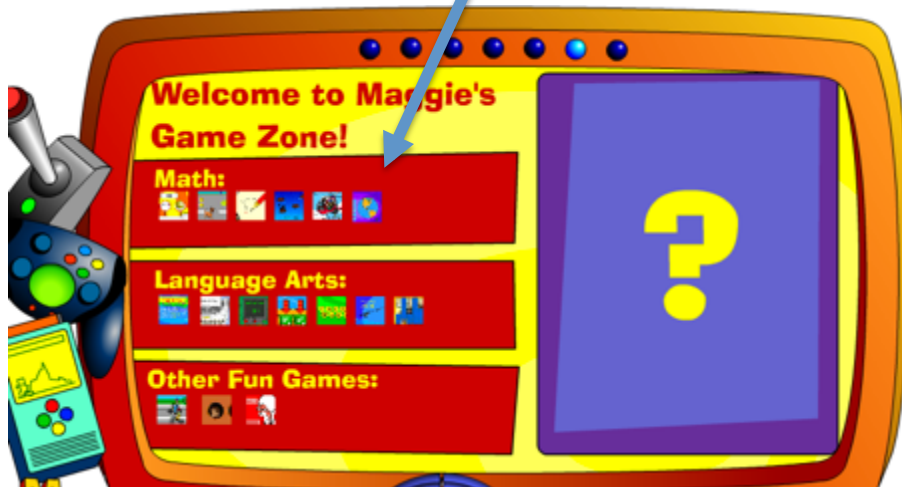 Welcome to Maggie's
Game Zone!
Math:
Language Arts:
Other Fun Games:
?